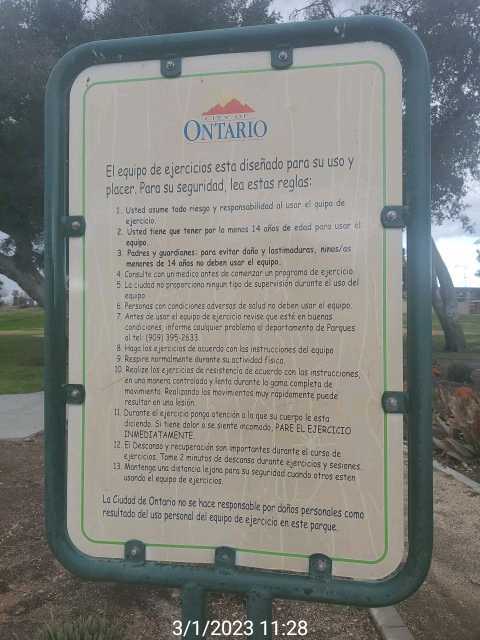 CITY OF
ONTARIO
El equipo de ejercicios esta diseñado para su uso y
placer. Para su seguridad, lea estas reglas:
1. Usted asume todo riesgo y responsabilidad al usar el quipo de
ejercicio.
2. Usted tiene que tener por lo menos 14 años de edad para usar el
equipo.
3. Padres y guardianes: para evitar daño y lastimaduras, ninos/as
menores de 14 años no deben usar el equipo.
4. Consulte con un medico antes de comenzar un programa de ejercicio.
5. La ciudad no proporciona ningun tipo de supervisión durante el uso del
equipo
6. Personas con condiciones adversas de salud no deben usar el equipo.
7. Antes de usar el equipo de ejercicio revise que esté en buenas
condiciones, informe caulquier problema al departamento de Parques
al tel. (909) 395-2633.
8. Haga los ejercicios de acuerdo con las instrucciones del equipo
9. Respire normalmente durante su actividad física.
10. Realize los ejercicios de resistencia de acuerdo con las instrucciones,
en una manera controlada y lenta durante la gama completa de
movimiento. Realizando los movimientos muy rapidamente puede
resultar en una lesión.
11. Durante el ejercicio ponga atención a lo que su cuerpo le esta
diciendo. Si tiene dolor o se siente incomodo, PARE EL EJERCICIO
INMEDIATAMENTE.
12. El Descanso y recuperación son importantes durante el curso de
ejercicios. Tome 2 minutos de descanso durante ejercicios y sesiones.
13. Mantenga una distancia lejana para su seguridad cuando otros esten
usando el equipo de ejercicios.
La Ciudad de Ontario no se hace responsable por daños personales como
resultado del uso personal del equipo de ejercicio en este parque.
3/1/2023 11:28